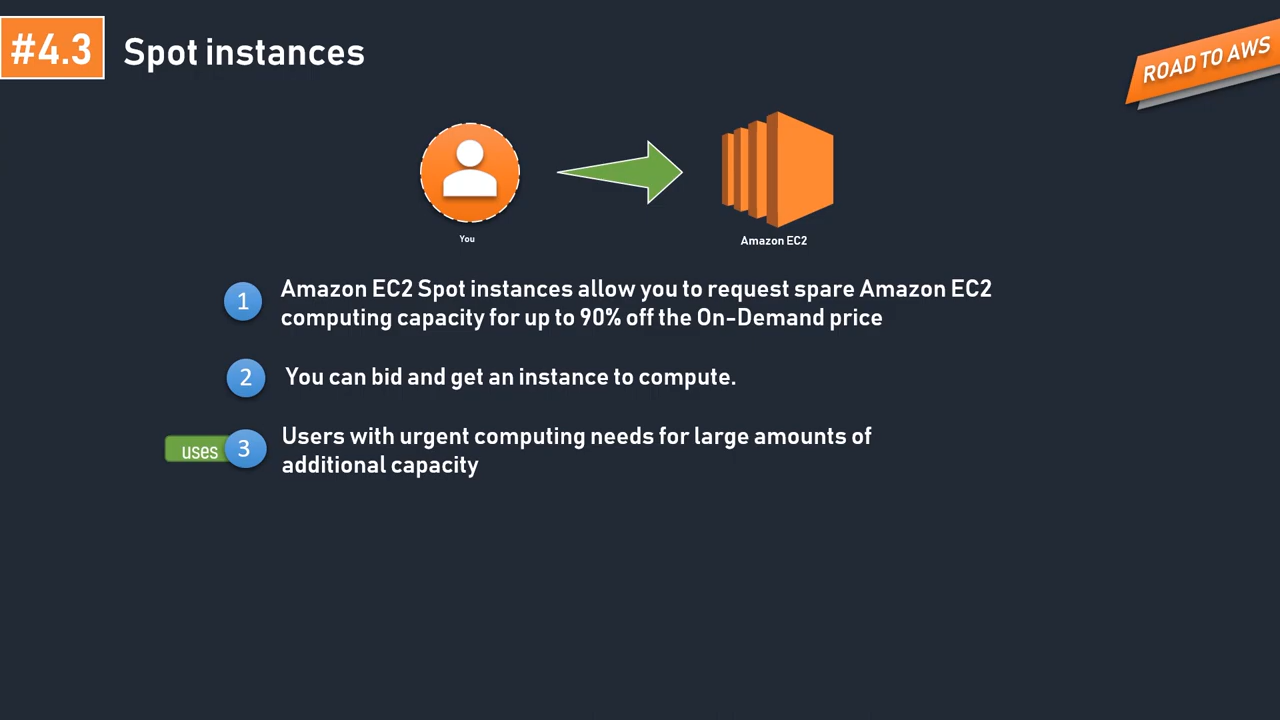 #4.3
Spot instances
ROAD TO AWS
You
Amazon EC2
1
Amazon EC2 Spot instances allow you to request spare Amazon EC2
computing capacity for up to 90% off the On-Demand price
2
You can bid and get an instance to compute.
uses
3
Users with urgent computing needs for large amounts of
additional capacity